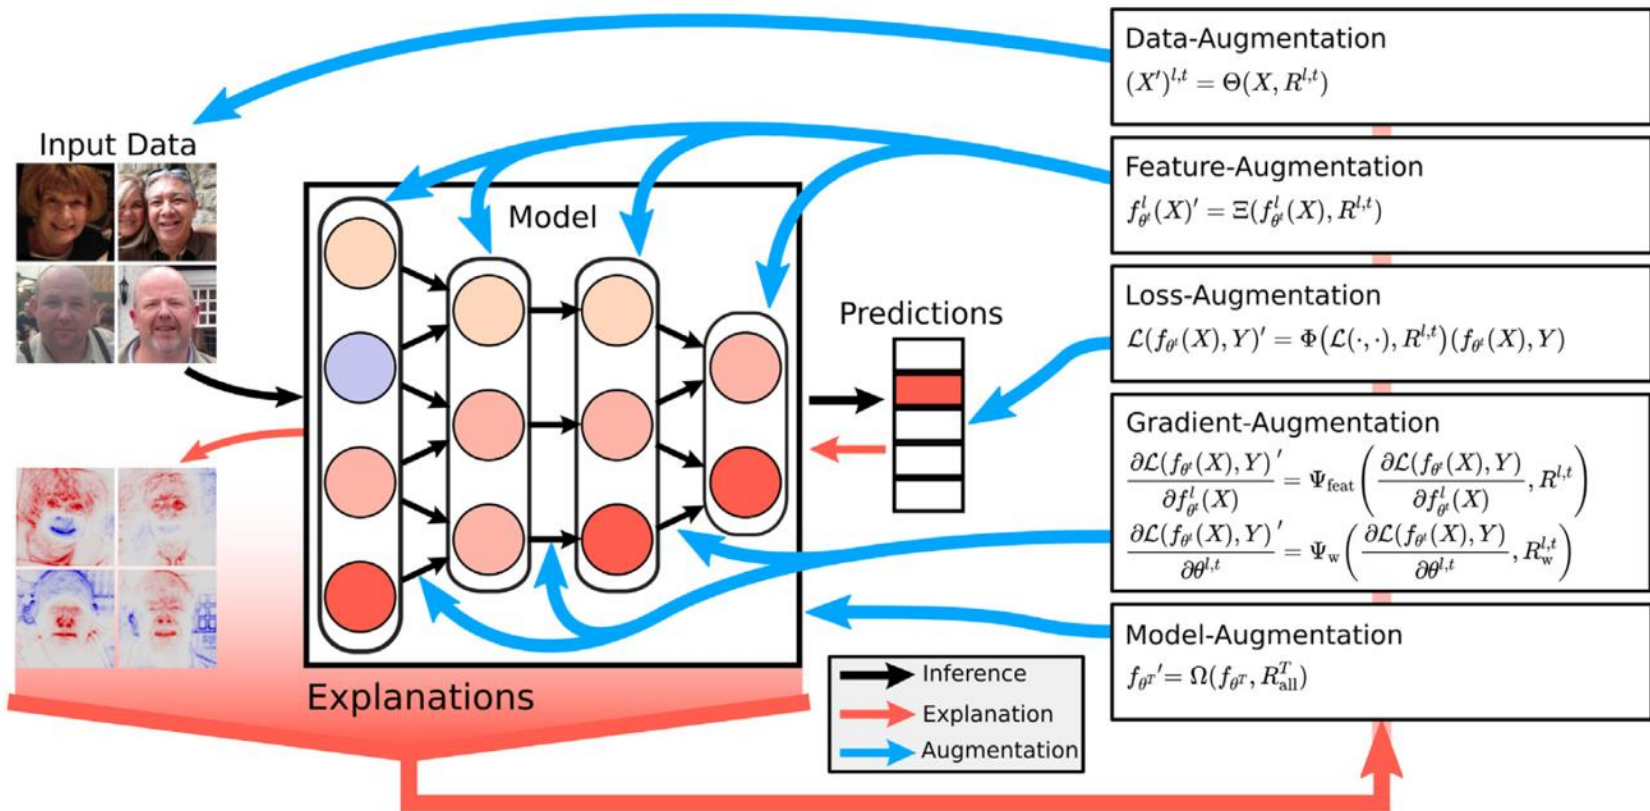 Input Data
Model
Predictions
Explanations
Inference
Explanation
Augmentation
Data-Augmentation
(X′)^{l,t} = Θ(X, R^{l,t})
Feature-Augmentation
f^l_{θ^t}(X)′ = Ξ(f^l_{θ^t}(X), R^{l,t})
Loss-Augmentation
ℒ(f_{θ^t}(X), Y)′ = Φ(ℒ(·,·), R^{l,t})(f_{θ^t}(X), Y)
Gradient-Augmentation
∂ℒ(f_{θ^t}(X), Y)′ / ∂f^l_{θ^t}(X) = Ψ_feat(∂ℒ(f_{θ^t}(X), Y) / ∂f^l_{θ^t}(X), R^{l,t})
∂ℒ(f_{θ^t}(X), Y)′ / ∂θ^{l,t} = Ψ_w(∂ℒ(f_{θ^t}(X), Y) / ∂θ^{l,t}, R_w^{l,t})
Model-Augmentation
f_{θ^T}′ = Ω(f_{θ^T}, R^T_all)